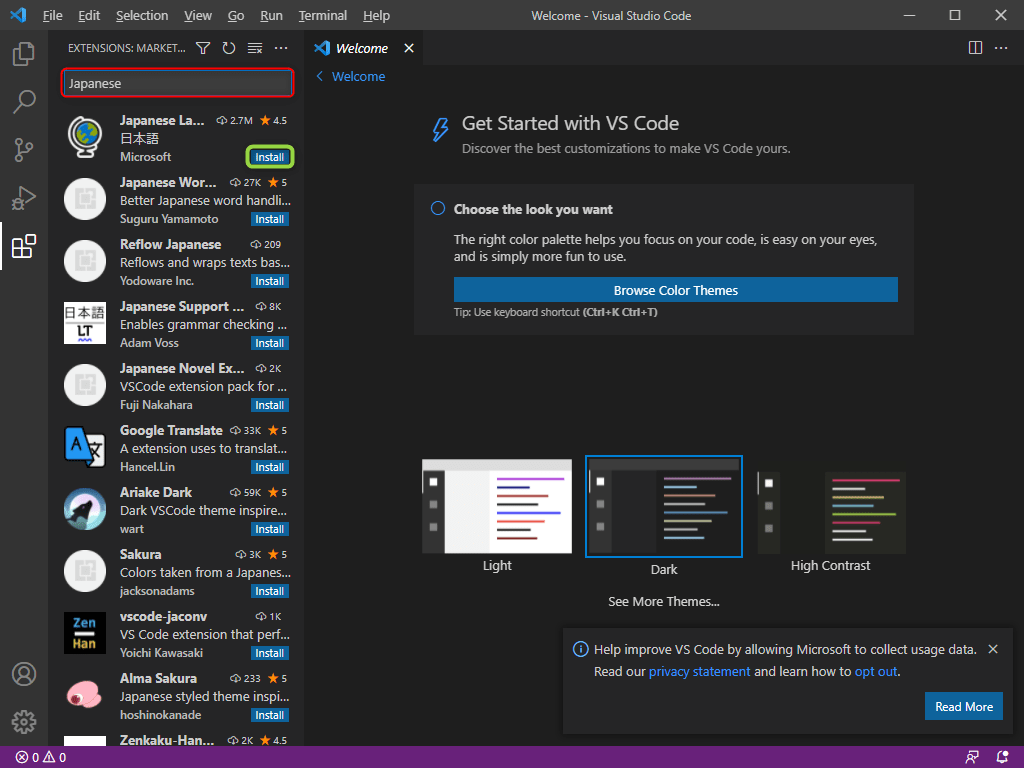 File Edit Selection View Go Run Terminal Help
Welcome - Visual Studio Code
EXTENSIONS: MARKET...
Japanese
Japanese La... 2.7M 4.5
日本語
Microsoft Install
Japanese Wor... 27K 5
Better Japanese word handli...
Suguru Yamamoto Install
Reflow Japanese 209
Reflows and wraps texts bas...
Yodoware Inc. Install
日本語
LT
Japanese Support ... 8K
Enables grammar checking ...
Adam Voss Install
Japanese Novel Ex... 2K
VSCode extension pack for ...
Fuji Nakahara Install
A 文
Google Translate 33K 5
A extension uses to translat...
Hancel.Lin Install
Ariake Dark 59K 5
Dark VSCode theme inspire...
wart Install
Sakura 3K 5
Colors taken from a Japanes...
jacksonadams Install
Zen
Han
vscode-jaconv 1K
VS Code extension that perf...
Yoichi Kawasaki Install
Alma Sakura 233 5
Japanese styled theme inspi...
hoshinokanade Install
Zenkaku-Han... 2K 4.5
Welcome
Welcome
Get Started with VS Code
Discover the best customizations to make VS Code yours.
Choose the look you want
The right color palette helps you focus on your code, is easy on your eyes,
and is simply more fun to use.
Browse Color Themes
Tip: Use keyboard shortcut (Ctrl+K Ctrl+T)
Light
Dark
High Contrast
See More Themes...
Help improve VS Code by allowing Microsoft to collect usage data.
Read our privacy statement and learn how to opt out.
Read More
0 0